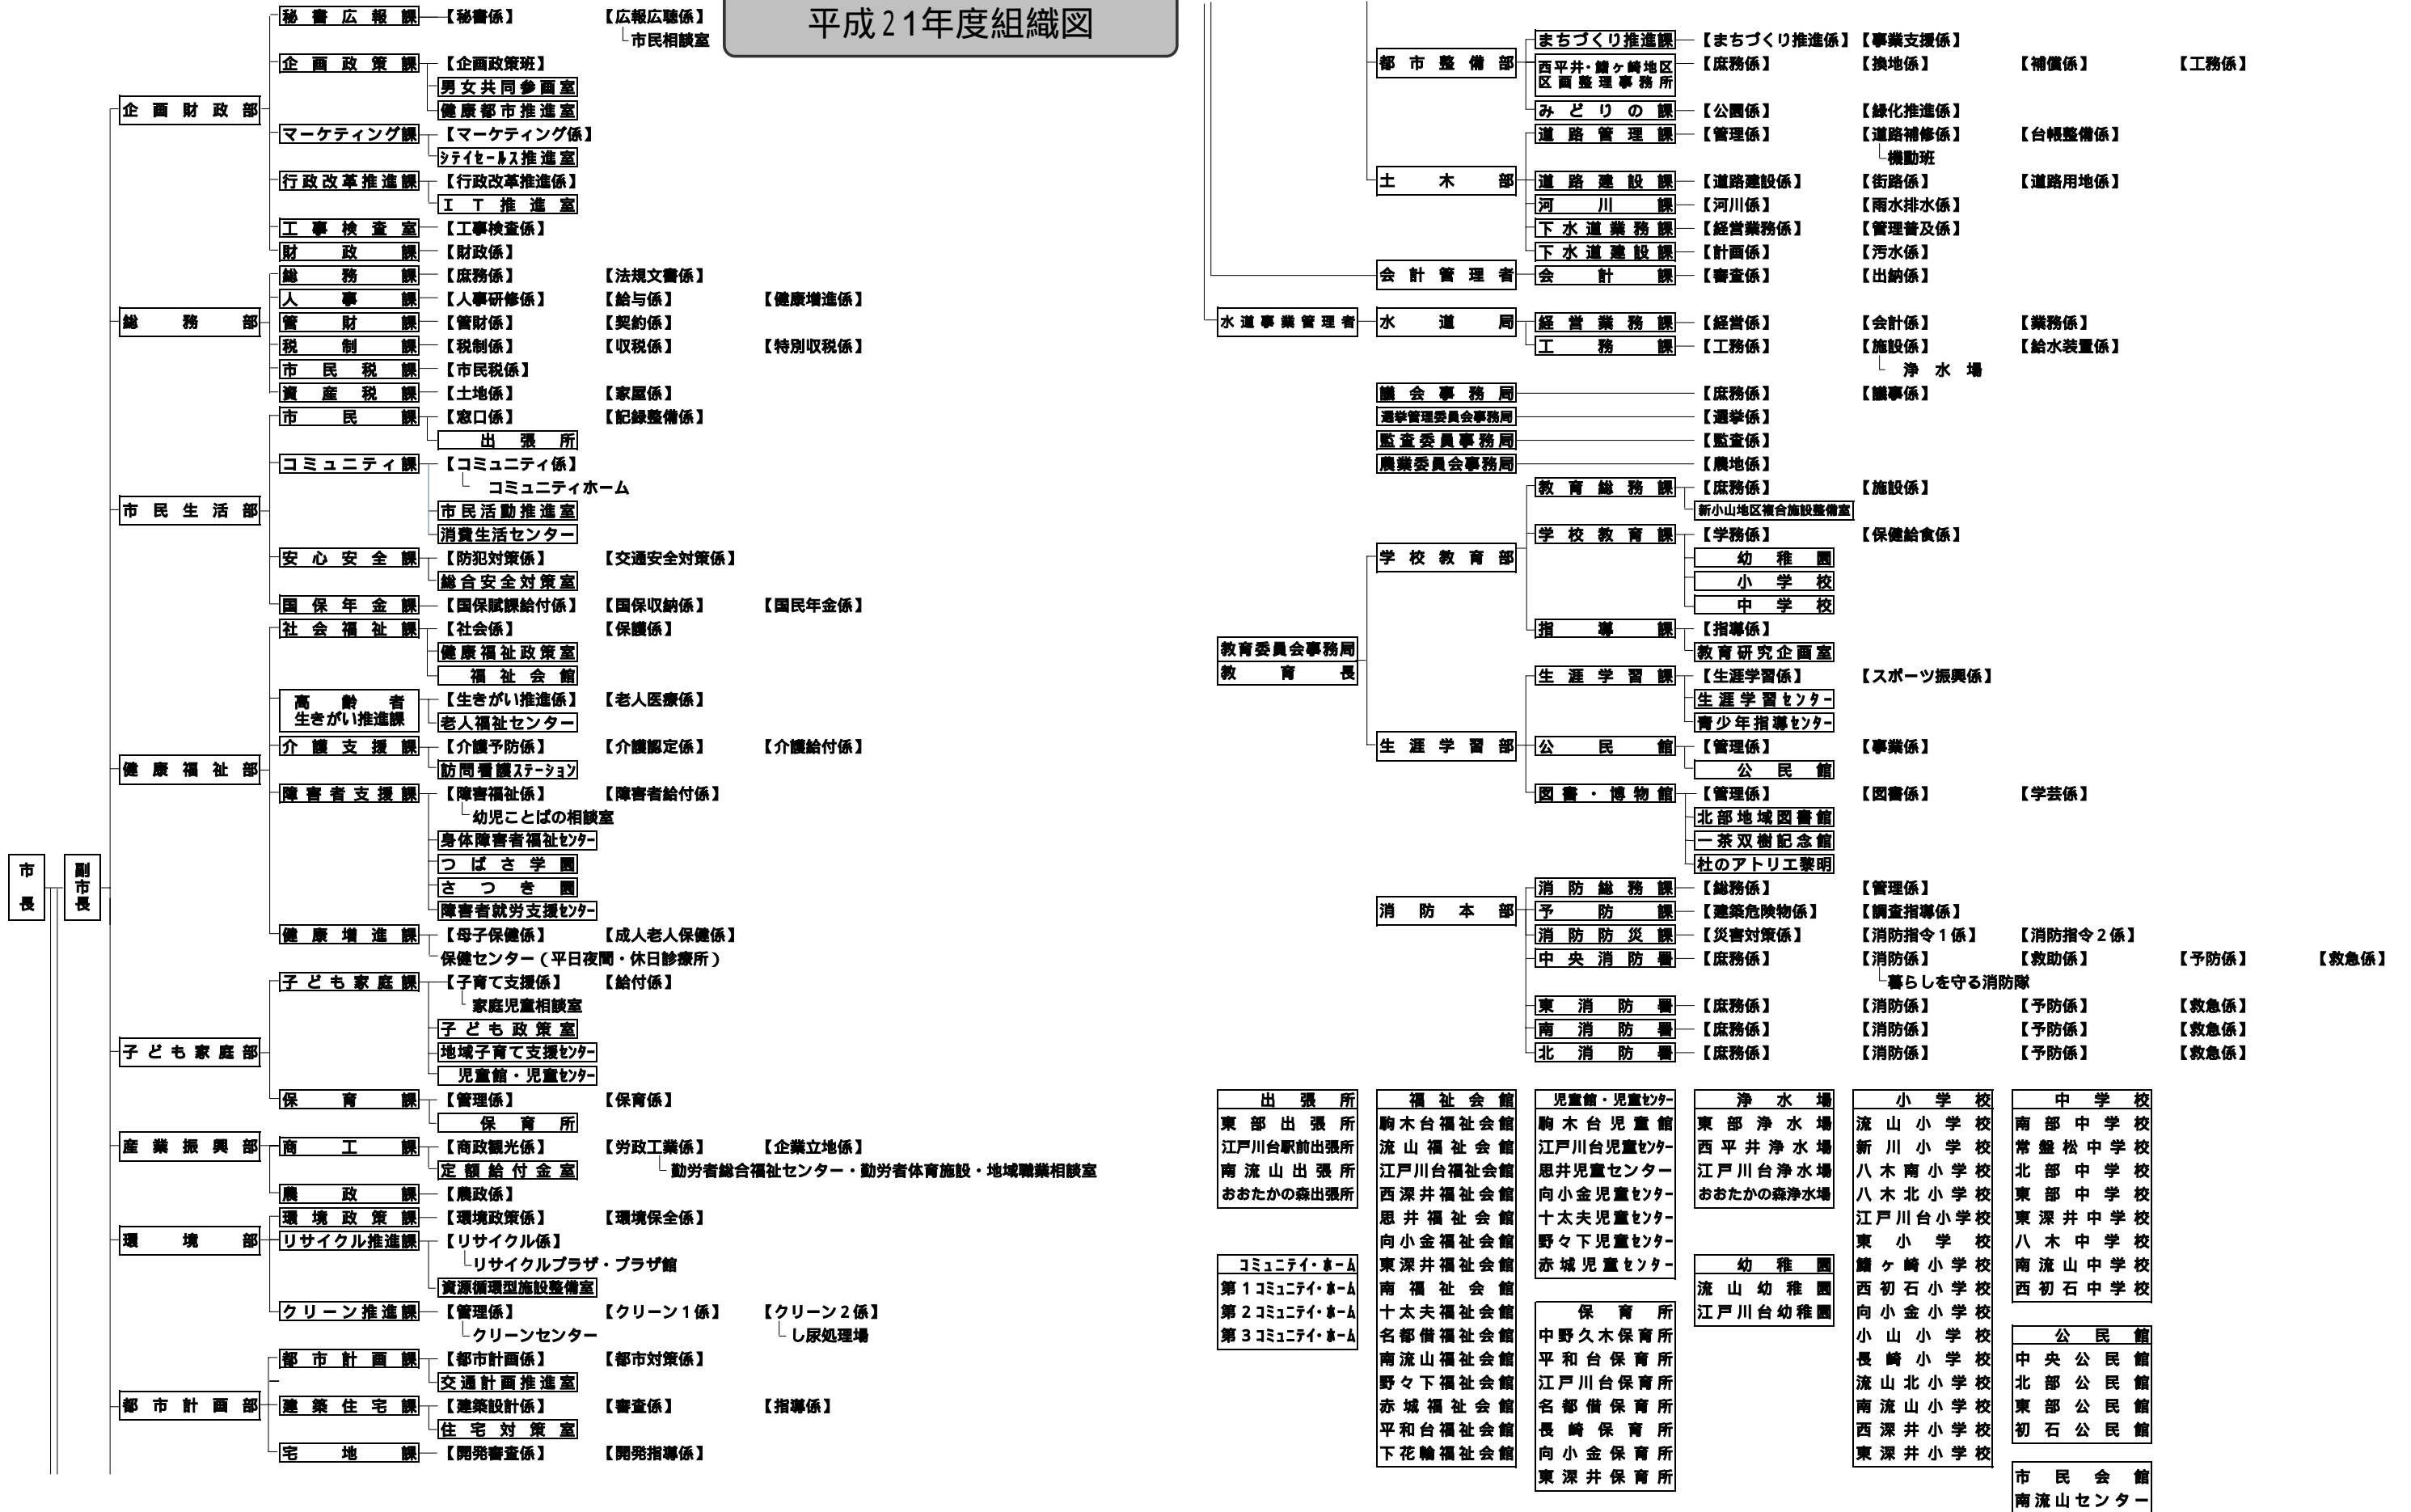 平成21年度組織図
市長
副市長
企画財政部
秘書広報課 【秘書係】 【広報広聴係】
市民相談室
企画政策課 【企画政策班】
男女共同参画室
健康都市推進室
マーケティング課 【マーケティング係】
シテイセールス推進室
行政改革推進課 【行政改革推進係】
IT推進室
工事検査室 【工事検査係】
財政課 【財政係】
総務部
総務課 【庶務係】 【法規文書係】
人事課 【人事研修係】 【給与係】 【健康増進係】
管財課 【管財係】 【契約係】
税制課 【税制係】 【収税係】 【特別収税係】
市民税課 【市民税係】
資産税課 【土地係】 【家屋係】
市民生活部
市民課 【窓口係】 【記録整備係】
出張所
コミュニティ課 【コミュニティ係】
コミュニティホーム
市民活動推進室
消費生活センター
安心安全課 【防犯対策係】 【交通安全対策係】
総合安全対策室
国保年金課 【国保賦課給付係】 【国保収納係】 【国民年金係】
健康福祉部
社会福祉課 【社会係】 【保護係】
健康福祉政策室
福祉会館
高齢者
生きがい推進課 【生きがい推進係】 【老人医療係】
老人福祉センター
介護支援課 【介護予防係】 【介護認定係】 【介護給付係】
訪問看護ステーション
障害者支援課 【障害福祉係】 【障害者給付係】
幼児ことばの相談室
身体障害者福祉センター
つばさ学園
さつき園
障害者就労支援センター
健康増進課 【母子保健係】 【成人老人保健係】
保健センター(平日夜間・休日診療所)
子ども家庭部
子ども家庭課 【子育て支援係】 【給付係】
家庭児童相談室
子ども政策室
地域子育て支援センター
児童館・児童センター
保育課 【管理係】 【保育係】
保育所
産業振興部
商工課 【商政観光係】 【労政工業係】 【企業立地係】
定額給付金室 勤労者総合福祉センター・勤労者体育施設・地域職業相談室
農政課 【農政係】
環境部
環境政策課 【環境政策係】 【環境保全係】
リサイクル推進課 【リサイクル係】
リサイクルプラザ・プラザ館
資源循環型施設整備室
クリーン推進課 【管理係】 【クリーン1係】 【クリーン2係】
クリーンセンター し尿処理場
都市計画部
都市計画課 【都市計画係】 【都市対策係】
交通計画推進室
建築住宅課 【建築設計係】 【審査係】 【指導係】
住宅対策室
宅地課 【開発審査係】 【開発指導係】
都市整備部
まちづくり推進課 【まちづくり推進係】 【事業支援係】
西平井・鰭ヶ崎地区
区画整理事務所 【庶務係】 【換地係】 【補償係】 【工務係】
みどりの課 【公園係】 【緑化推進係】
土木部
道路管理課 【管理係】 【道路補修係】 【台帳整備係】
機動班
道路建設課 【道路建設係】 【街路係】 【道路用地係】
河川課 【河川係】 【雨水排水係】
下水道業務課 【経営業務係】 【管理普及係】
下水道建設課 【計画係】 【汚水係】
会計管理者 会計課 【審査係】 【出納係】
水道事業管理者 水道局
経営業務課 【経営係】 【会計係】 【業務係】
工務課 【工務係】 【施設係】 【給水装置係】
浄水場
議会事務局 【庶務係】 【議事係】
選挙管理委員会事務局 【選挙係】
監査委員事務局 【監査係】
農業委員会事務局 【農地係】
教育委員会事務局
教育長
学校教育部
教育総務課 【庶務係】 【施設係】
新小山地区複合施設整備室
学校教育課 【学務係】 【保健給食係】
幼稚園
小学校
中学校
指導課 【指導係】
教育研究企画室
生涯学習部
生涯学習課 【生涯学習係】 【スポーツ振興係】
生涯学習センター
青少年指導センター
公民館 【管理係】 【事業係】
公民館
図書・博物館 【管理係】 【図書係】 【学芸係】
北部地域図書館
一茶双樹記念館
杜のアトリエ黎明
消防本部
消防総務課 【総務係】 【管理係】
予防課 【建築危険物係】 【調査指導係】
消防防災課 【災害対策係】 【消防指令1係】 【消防指令2係】
中央消防署 【庶務係】 【消防係】 【救助係】 【予防係】 【救急係】
暮らしを守る消防隊
東消防署 【庶務係】 【消防係】 【予防係】 【救急係】
南消防署 【庶務係】 【消防係】 【予防係】 【救急係】
北消防署 【庶務係】 【消防係】 【予防係】 【救急係】
出張所
東部出張所
江戸川台駅前出張所
南流山出張所
おおたかの森出張所
コミュニテイ・ホーム
第1コミュニテイ・ホーム
第2コミュニテイ・ホーム
第3コミュニテイ・ホーム
福祉会館
駒木台福祉会館
流山福祉会館
江戸川台福祉会館
西深井福祉会館
思井福祉会館
向小金福祉会館
東深井福祉会館
南福祉会館
十太夫福祉会館
名都借福祉会館
南流山福祉会館
野々下福祉会館
赤城福祉会館
平和台福祉会館
下花輪福祉会館
児童館・児童センター
駒木台児童館
江戸川台児童センター
思井児童センター
向小金児童センター
十太夫児童センター
野々下児童センター
赤城児童センター
保育所
中野久木保育所
平和台保育所
江戸川台保育所
名都借保育所
長崎保育所
向小金保育所
東深井保育所
浄水場
東部浄水場
西平井浄水場
江戸川台浄水場
おおたかの森浄水場
幼稚園
流山幼稚園
江戸川台幼稚園
小学校
流山小学校
新川小学校
八木南小学校
八木北小学校
江戸川台小学校
東小学校
鰭ヶ崎小学校
西初石小学校
向小金小学校
小山小学校
長崎小学校
流山北小学校
南流山小学校
西深井小学校
東深井小学校
中学校
南部中学校
常盤松中学校
北部中学校
東部中学校
東深井中学校
八木中学校
南流山中学校
西初石中学校
公民館
中央公民館
北部公民館
東部公民館
初石公民館
市民会館
南流山センター